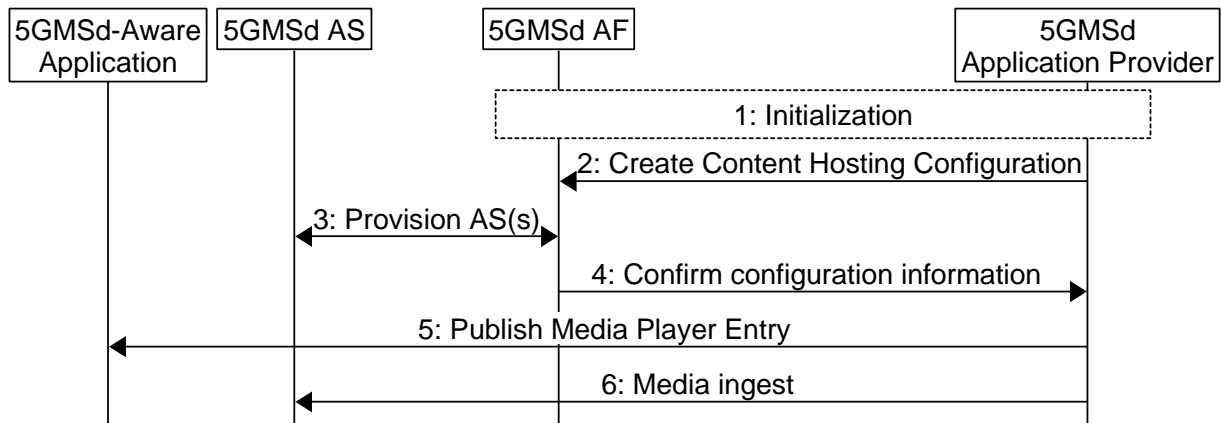 5GMSd-Aware
Application
5GMSd AS
5GMSd AF
5GMSd
Application Provider
1: Initialization
2: Create Content Hosting Configuration
3: Provision AS(s)
4: Confirm configuration information
5: Publish Media Player Entry
6: Media ingest